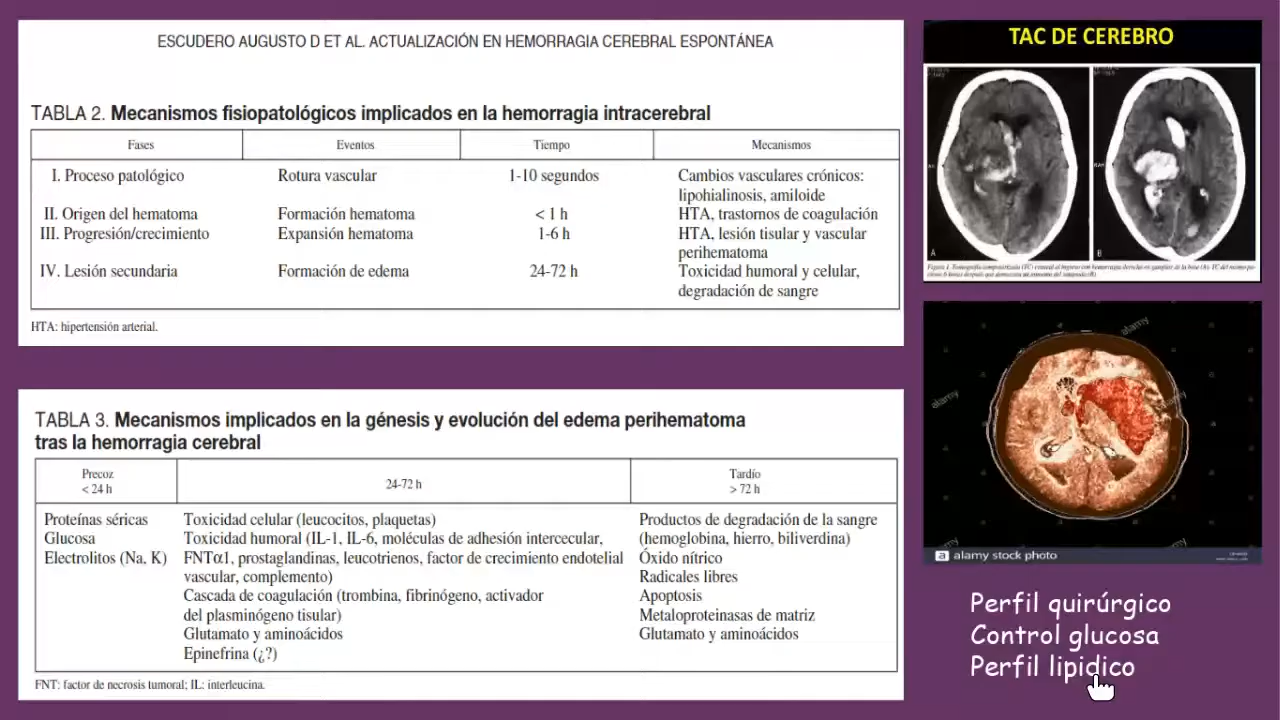 ESCUDERO AUGUSTO D ET AL. ACTUALIZACIÓN EN HEMORRAGIA CEREBRAL ESPONTÁNEA
TABLA 2. Mecanismos fisiopatológicos implicados en la hemorragia intracerebral
Fases Eventos Tiempo Mecanismos
I. Proceso patológico Rotura vascular 1-10 segundos Cambios vasculares crónicos:
lipohialinosis, amiloide
II. Origen del hematoma Formación hematoma < 1 h HTA, trastornos de coagulación
III. Progresión/crecimiento Expansión hematoma 1-6 h HTA, lesión tisular y vascular
perihematoma
IV. Lesión secundaria Formación de edema 24-72 h Toxicidad humoral y celular,
degradación de sangre
HTA: hipertensión arterial.
TABLA 3. Mecanismos implicados en la génesis y evolución del edema perihematoma
tras la hemorragia cerebral
Precoz
< 24 h
24-72 h
Tardío
> 72 h
Proteínas séricas
Glucosa
Electrolitos (Na, K)
Toxicidad celular (leucocitos, plaquetas)
Toxicidad humoral (IL-1, IL-6, moléculas de adhesión intercecular,
FNTα1, prostaglandinas, leucotrienos, factor de crecimiento endotelial
vascular, complemento)
Cascada de coagulación (trombina, fibrinógeno, activador
del plasminógeno tisular)
Glutamato y aminoácidos
Epinefrina (¿?)
Productos de degradación de la sangre
(hemoglobina, hierro, biliverdina)
Óxido nítrico
Radicales libres
Apoptosis
Metaloproteinasas de matriz
Glutamato y aminoácidos
FNT: factor de necrosis tumoral; IL: interleucina.
TAC DE CEREBRO
A
B
alamy
alamy
alamy
alamy
a alamy stock photo
Perfil quirúrgico
Control glucosa
Perfil lipidico